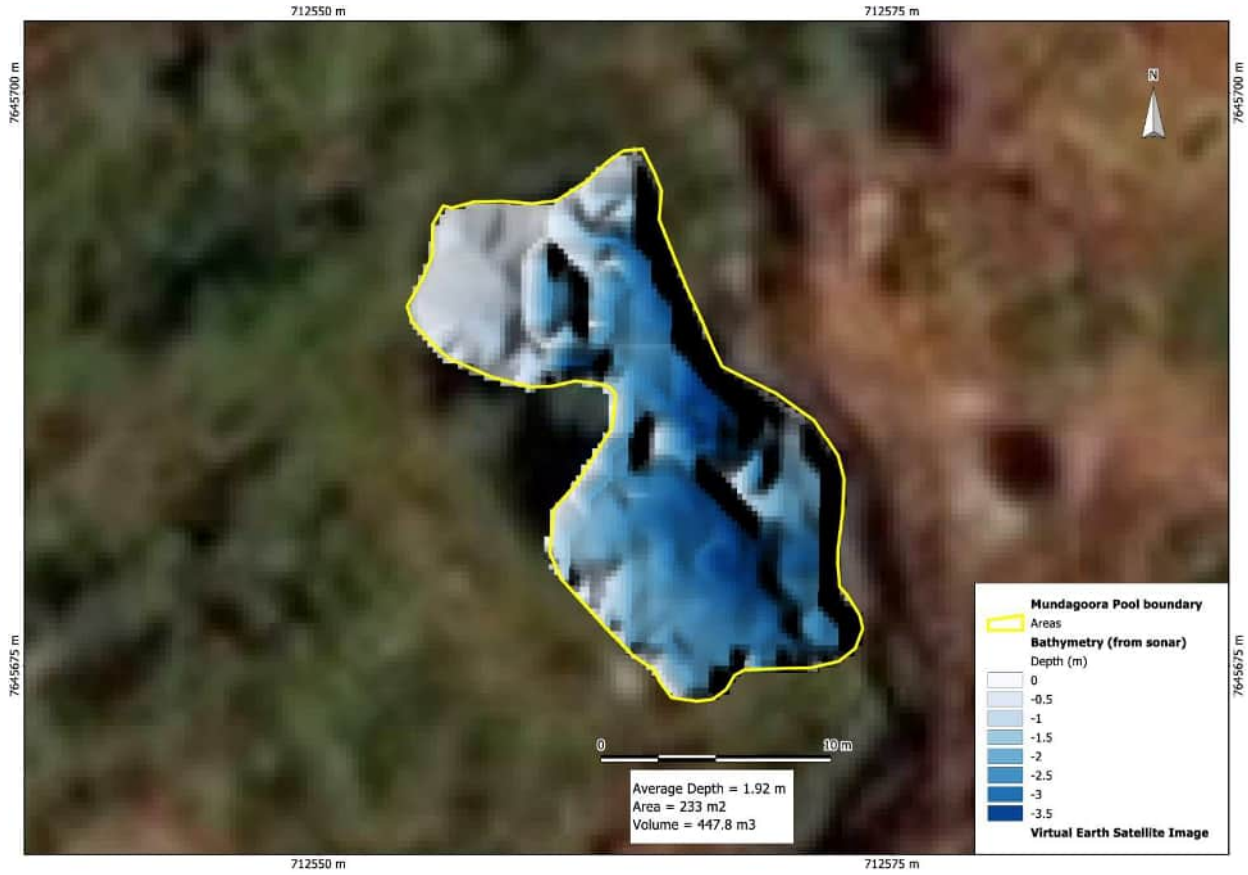 712550 m
712575 m
7645700 m
7645700 m
N
7645675 m
7645675 m
Mundagoora Pool boundary
Areas
Bathymetry (from sonar)
Depth (m)
0
-0.5
-1
-1.5
-2
-2.5
-3
-3.5
Virtual Earth Satellite Image
0
10 m
Average Depth = 1.92 m
Area = 233 m2
Volume = 447.8 m3
712550 m
712575 m